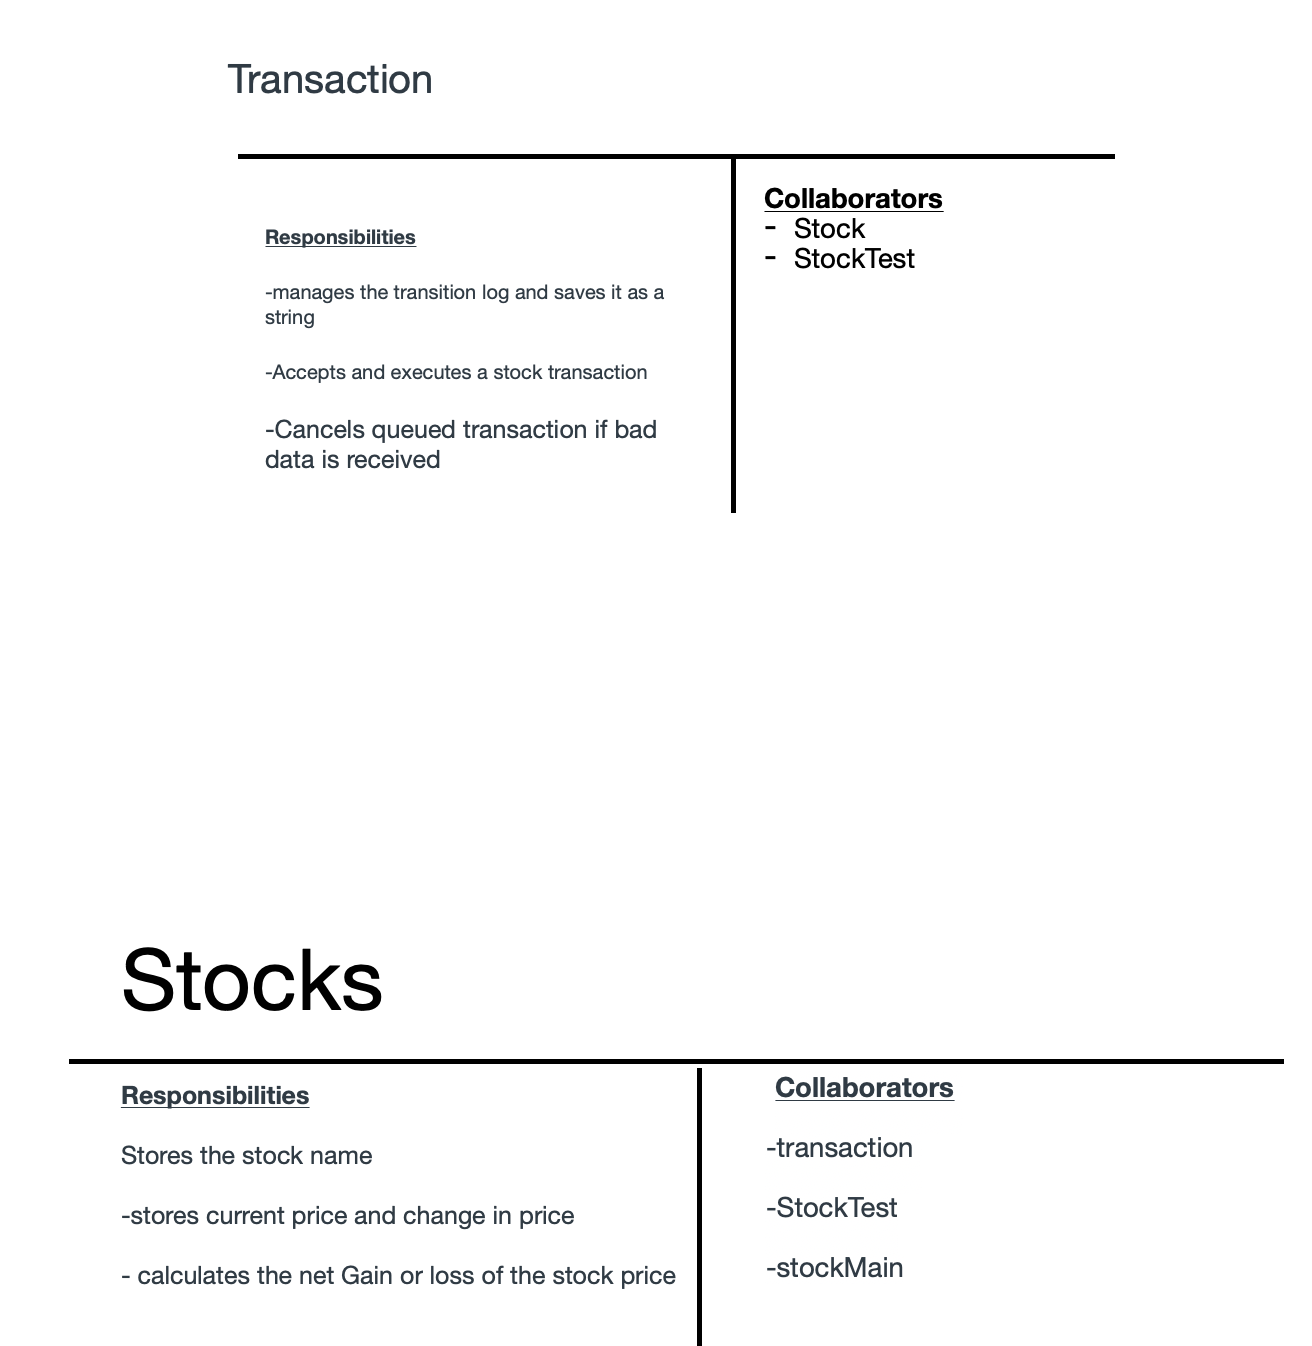 Transaction
Responsibilities
-manages the transition log and saves it as a
string
-Accepts and executes a stock transaction
-Cancels queued transaction if bad
data is received
Collaborators
- Stock
- StockTest
Stocks
Responsibilities
Stores the stock name
-stores current price and change in price
- calculates the net Gain or loss of the stock price
Collaborators
-transaction
-StockTest
-stockMain